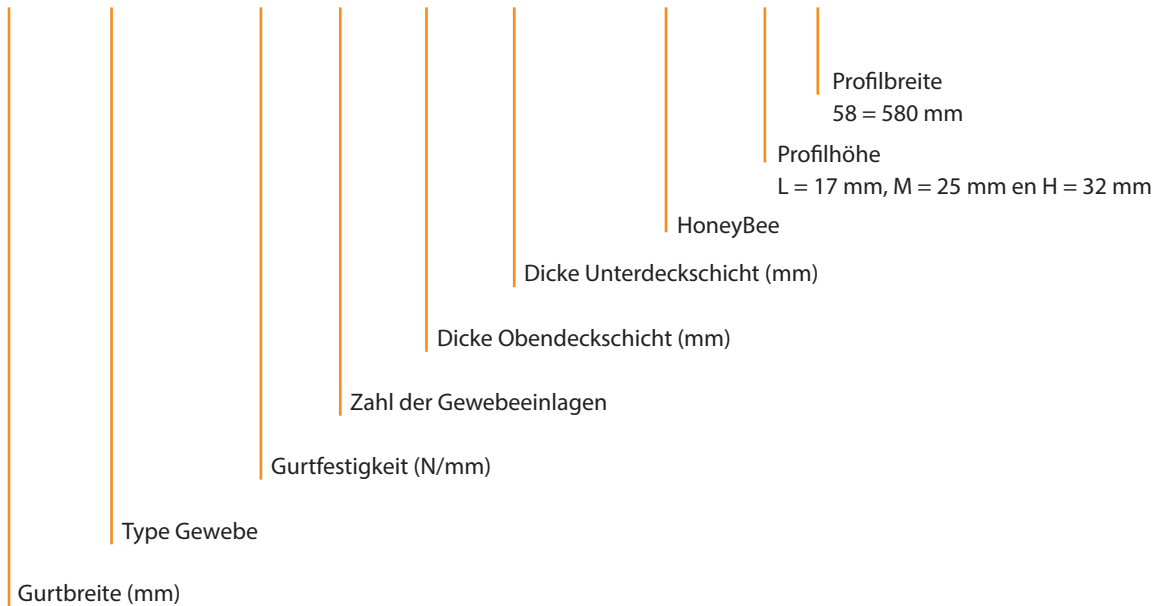 Profilbreite
58 = 580 mm
Profilhöhe
L = 17 mm, M = 25 mm en H = 32 mm
HoneyBee
Dicke Unterdeckschicht (mm)
Dicke Obendeckschicht (mm)
Zahl der Gewebeeinlagen
Gurtfestigkeit (N/mm)
Type Gewebe
Gurtbreite (mm)